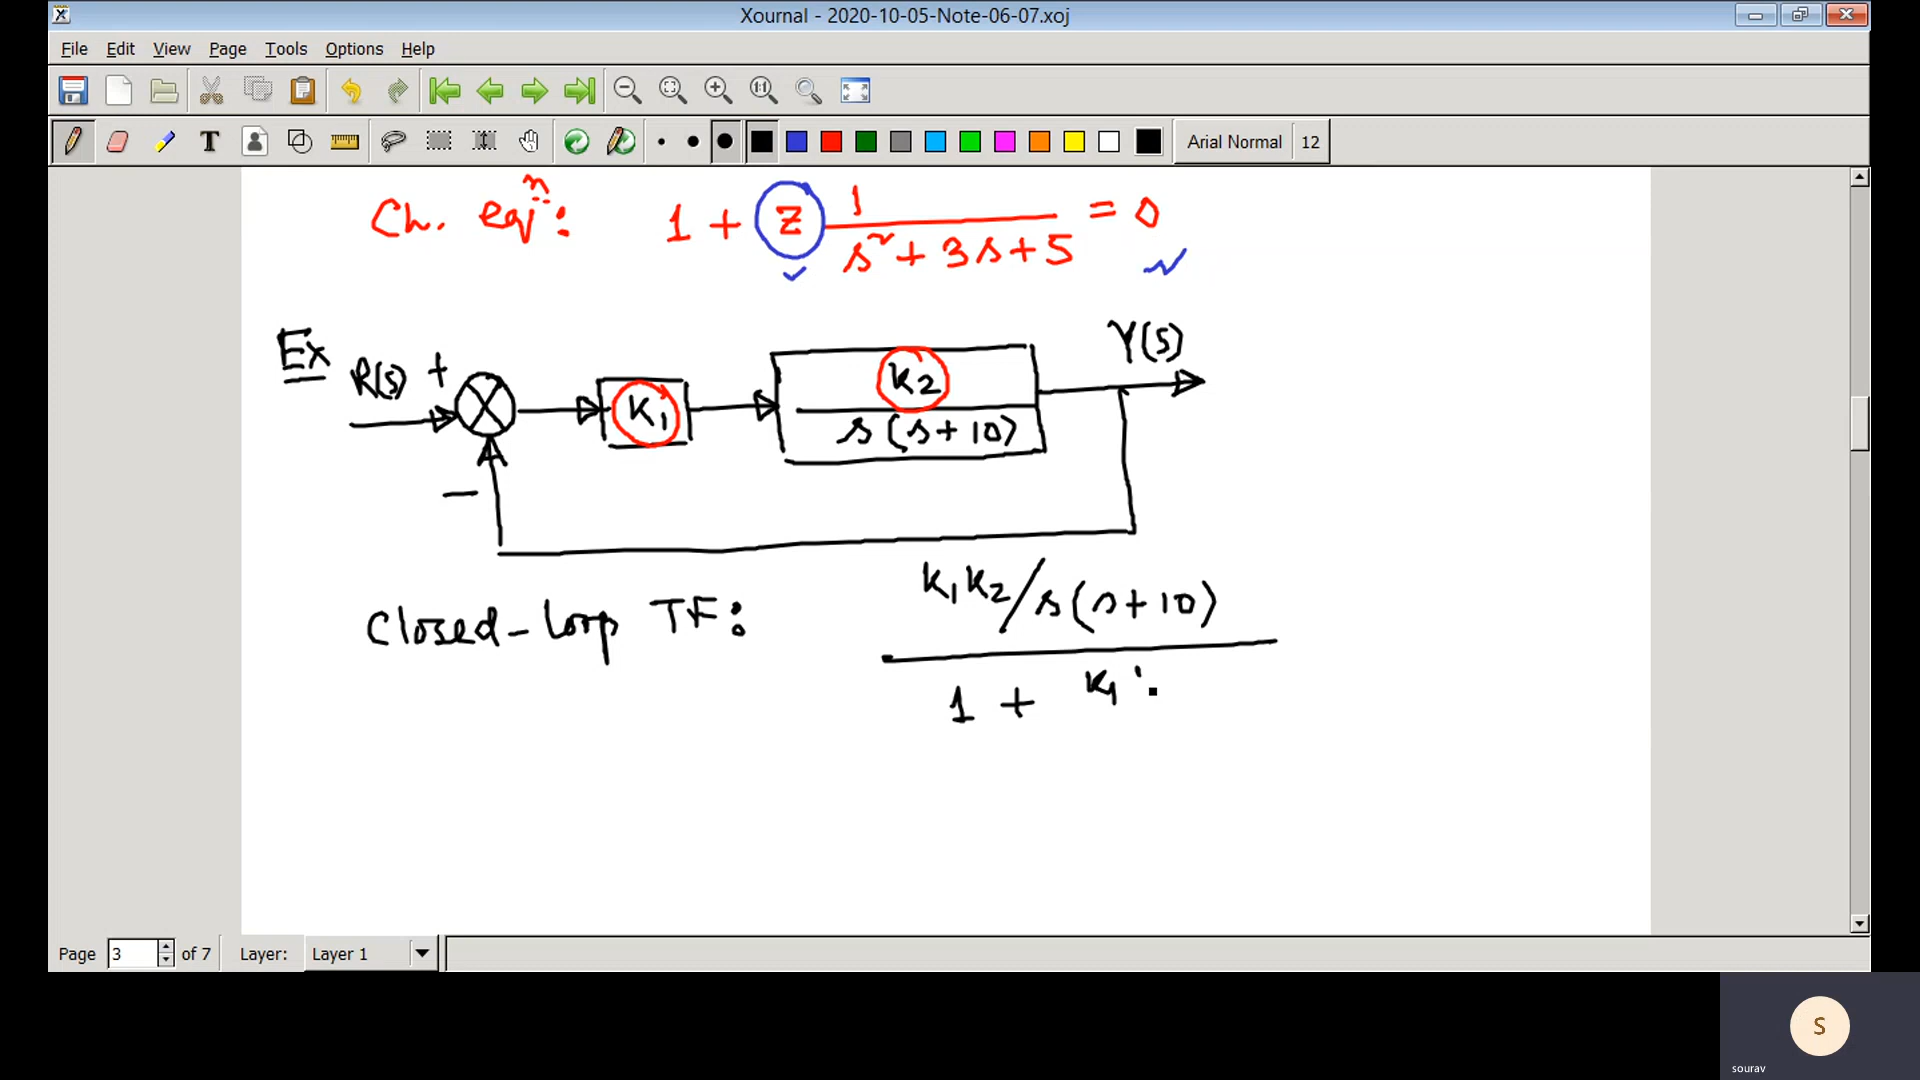 Xournal - 2020-10-05-Note-06-07.xoj
File Edit View Page Tools Options Help
Arial Normal 12
Ch. eqⁿ: 1 + z 1/(s² + 3s + 5) = 0
Ex
R(s) + K₁ K₂/s(s+10) Y(s)
−
Closed-loop TF: K₁K₂/s(s+10)
1 + K₁
Page 3 of 7 Layer: Layer 1
S
sourav